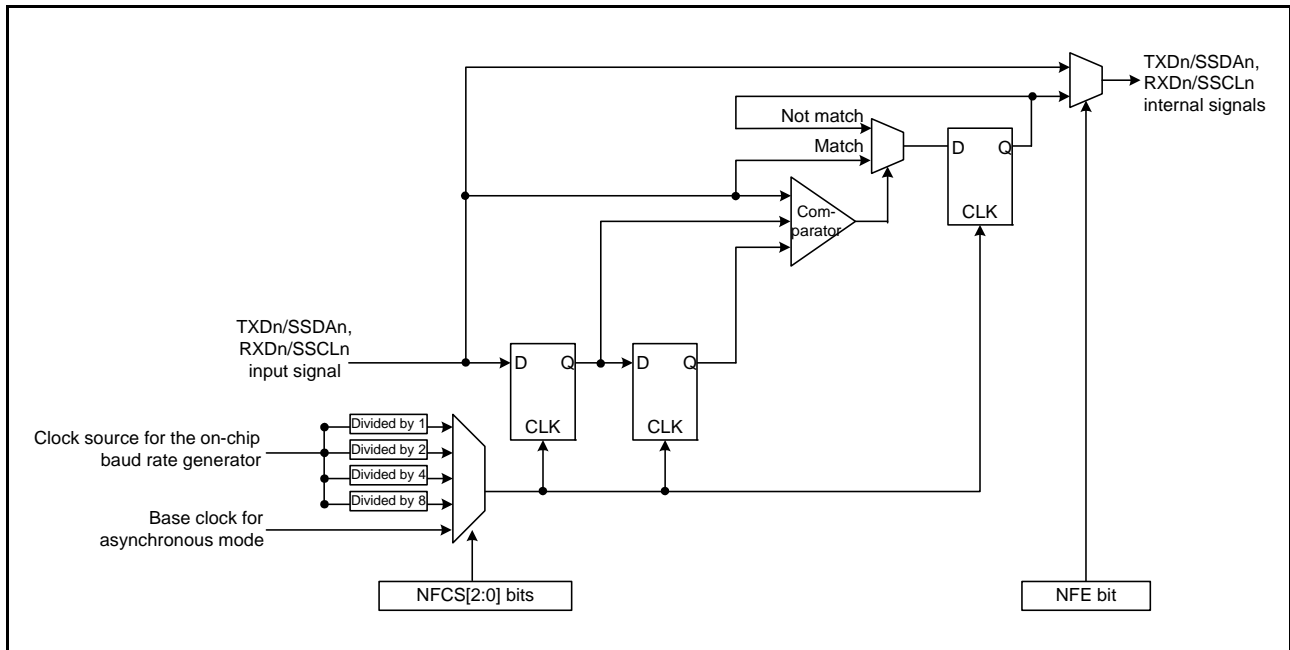 TXDn/SSDAn,
RXDn/SSCLn
internal signals
Not match
Match
D
Q
CLK
Com-
parator
TXDn/SSDAn,
RXDn/SSCLn
input signal
D
Q
CLK
D
Q
CLK
Clock source for the on-chip
baud rate generator
Divided by 1
Divided by 2
Divided by 4
Divided by 8
Base clock for
asynchronous mode
NFCS[2:0] bits
NFE bit